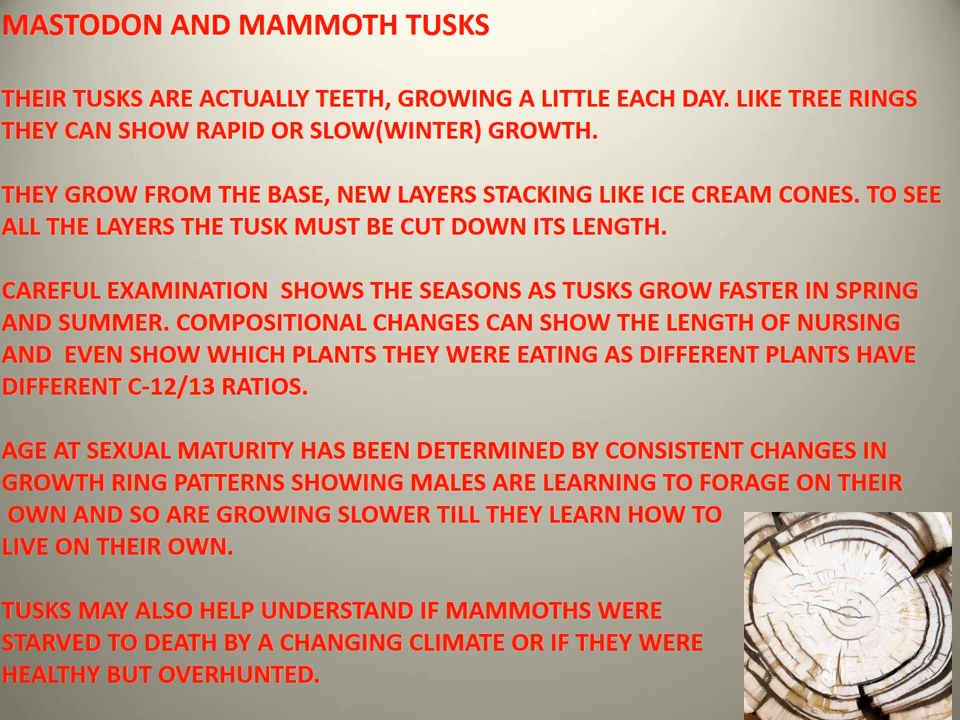 MASTODON AND MAMMOTH TUSKS
THEIR TUSKS ARE ACTUALLY TEETH, GROWING A LITTLE EACH DAY. LIKE TREE RINGS
THEY CAN SHOW RAPID OR SLOW(WINTER) GROWTH.
THEY GROW FROM THE BASE, NEW LAYERS STACKING LIKE ICE CREAM CONES. TO SEE
ALL THE LAYERS THE TUSK MUST BE CUT DOWN ITS LENGTH.
CAREFUL EXAMINATION  SHOWS THE SEASONS AS TUSKS GROW FASTER IN SPRING
AND SUMMER. COMPOSITIONAL CHANGES CAN SHOW THE LENGTH OF NURSING
AND  EVEN SHOW WHICH PLANTS THEY WERE EATING AS DIFFERENT PLANTS HAVE
DIFFERENT C-12/13 RATIOS.
AGE AT SEXUAL MATURITY HAS BEEN DETERMINED BY CONSISTENT CHANGES IN
GROWTH RING PATTERNS SHOWING MALES ARE LEARNING TO FORAGE ON THEIR
OWN AND SO ARE GROWING SLOWER TILL THEY LEARN HOW TO
LIVE ON THEIR OWN.
TUSKS MAY ALSO HELP UNDERSTAND IF MAMMOTHS WERE
STARVED TO DEATH BY A CHANGING CLIMATE OR IF THEY WERE
HEALTHY BUT OVERHUNTED.